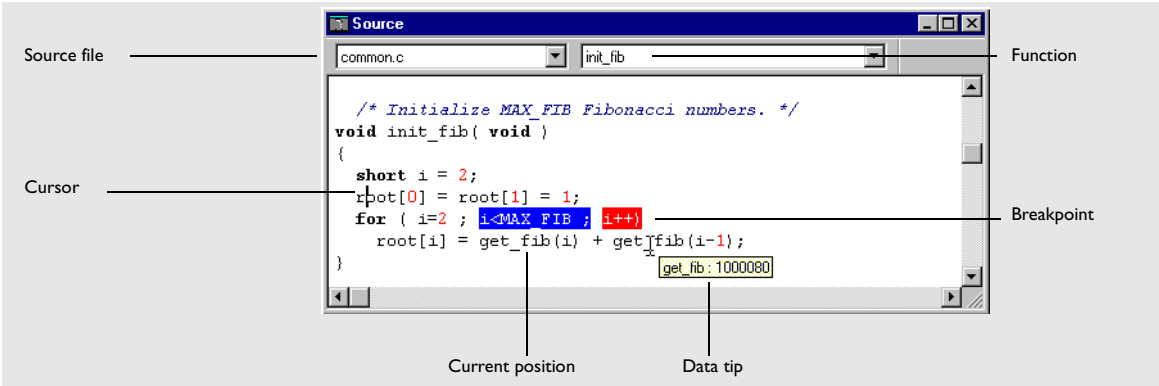 Source
Source file
common.c
init_fib
Function
/* Initialize MAX_FIB Fibonacci numbers. */
void init_fib( void )
{
short i = 2;
Cursor
root[0] = root[1] = 1;
for ( i=2 ; i<MAX_FIB ; i++)
Breakpoint
root[i] = get_fib(i) + get_fib(i-1);
}
get_fib : 1000080
Current position
Data tip